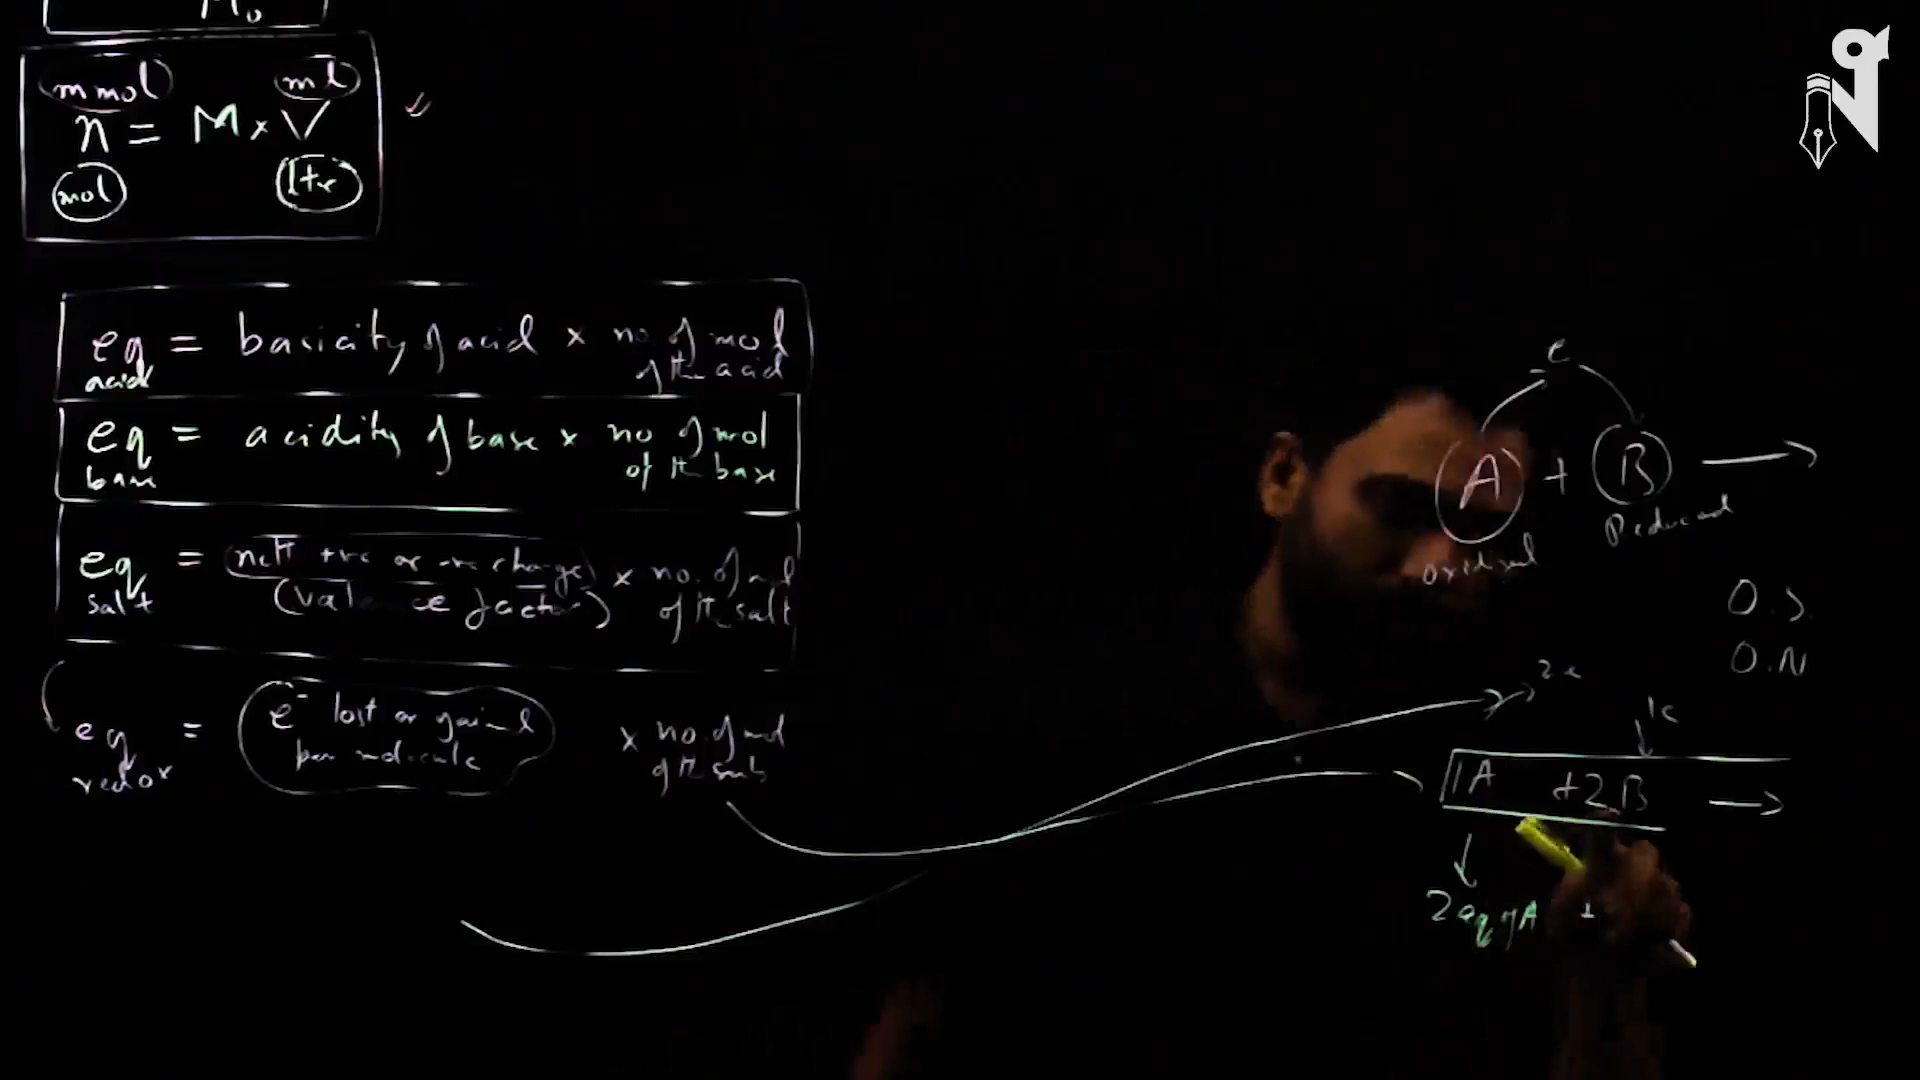 M₀
mmol ml
n = M × V
mol ltr
eq = basicity of acid × no of mol
acid of the acid
eq = acidity of base × no of mol
base of the base
eq = +ve or -ve charge × no. of mol
salt (valence factor) of the salt
eq = e⁻ lost or gained × no. of mol
redox per molecule of the sub
e
A + B →
oxidised Reduced
O.S.
O.N
2e
1e
1A + 2B →
2 eq of A